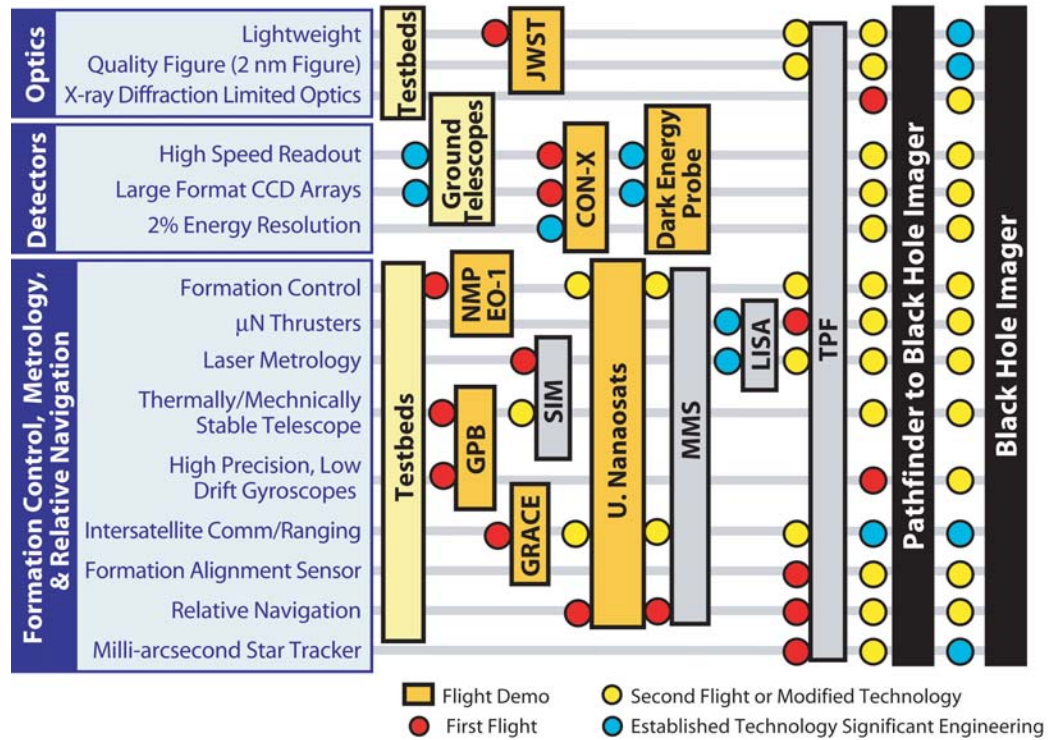 Optics
Lightweight
Quality Figure (2 nm Figure)
X-ray Diffraction Limited Optics
Detectors
High Speed Readout
Large Format CCD Arrays
2% Energy Resolution
Formation Control, Metrology,
& Relative Navigation
Formation Control
µN Thrusters
Laser Metrology
Thermally/Mechnically
Stable Telescope
High Precision, Low
Drift Gyroscopes
Intersatellite Comm/Ranging
Formation Alignment Sensor
Relative Navigation
Milli-arcsecond Star Tracker
Testbeds
Ground
Telescopes
JWST
CON-X
Dark Energy
Probe
Testbeds
NMP
EO-1
GPB
GRACE
SIM
U. Nanaosats
MMS
LISA
TPF
Pathfinder to Black Hole Imager
Black Hole Imager
Flight Demo
First Flight
Second Flight or Modified Technology
Established Technology Significant Engineering